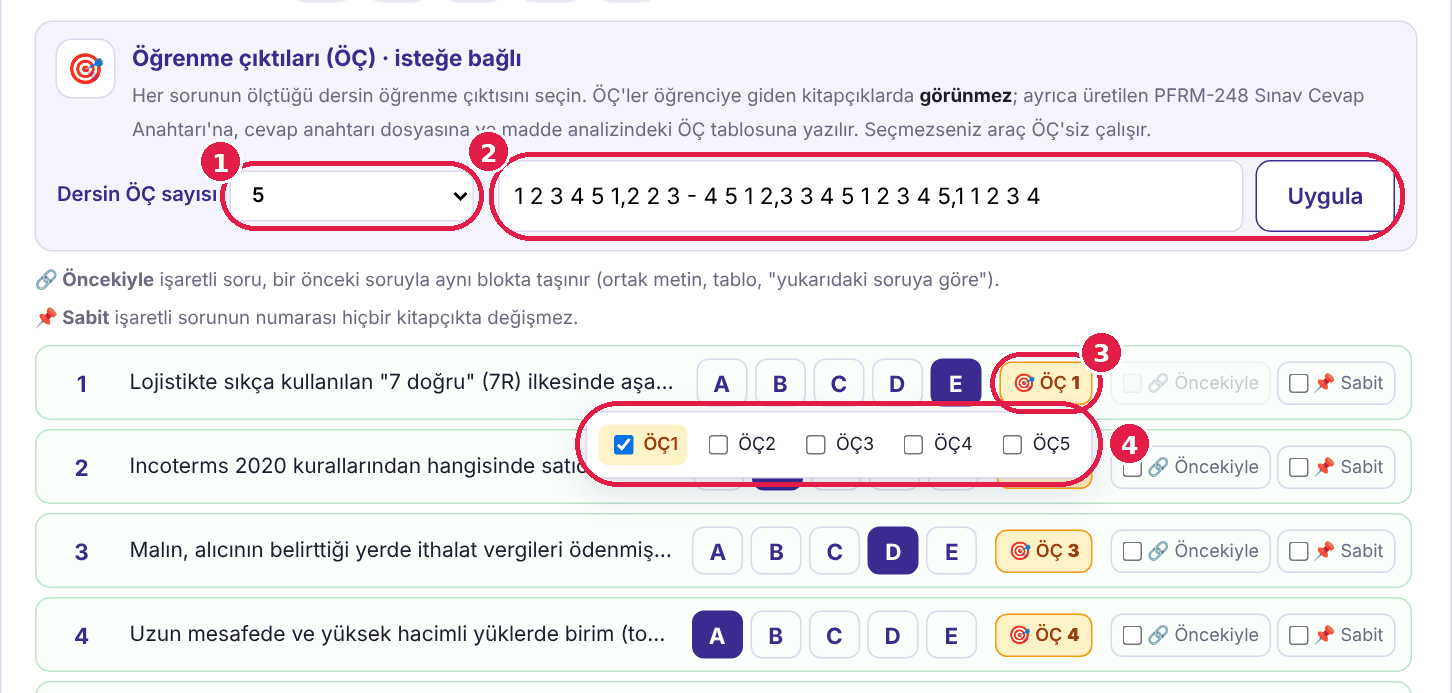 Öğrenme çıktıları (ÖÇ) · isteğe bağlı
Her sorunun ölçtüğü dersin öğrenme çıktısını seçin. ÖÇ'ler öğrenciye giden kitapçıklarda görünmez; ayrıca üretilen PFRM-248 Sınav Cevap
Anahtarı'na, cevap anahtarı dosyasına ve madde analizindeki ÖÇ tablosuna yazılır. Seçmezseniz araç ÖÇ'siz çalışır.
1
2
Dersin ÖÇ sayısı
5
1 2 3 4 5 1,2 2 3 - 4 5 1 2,3 3 4 5 1 2 3 4 5,1 1 2 3 4
Uygula
🔗 Öncekiyle işaretli soru, bir önceki soruyla aynı blokta taşınır (ortak metin, tablo, "yukarıdaki soruya göre").
📌 Sabit işaretli sorunun numarası hiçbir kitapçıkta değişmez.
3
1 Lojistikte sıkça kullanılan "7 doğru" (7R) ilkesinde aşa... A B C D E 🎯 ÖÇ 1 🔗 Öncekiyle 📌 Sabit
ÖÇ1 ÖÇ2 ÖÇ3 ÖÇ4 ÖÇ5
4
2 Incoterms 2020 kurallarından hangisinde 🔗 Öncekiyle 📌 Sabit
3 Malın, alıcının belirttiği yerde ithalat vergileri ödenmiş... A B C D E 🎯 ÖÇ 3 🔗 Öncekiyle 📌 Sabit
4 Uzun mesafede ve yüksek hacimli yüklerde birim (to... A B C D E 🎯 ÖÇ 4 🔗 Öncekiyle 📌 Sabit